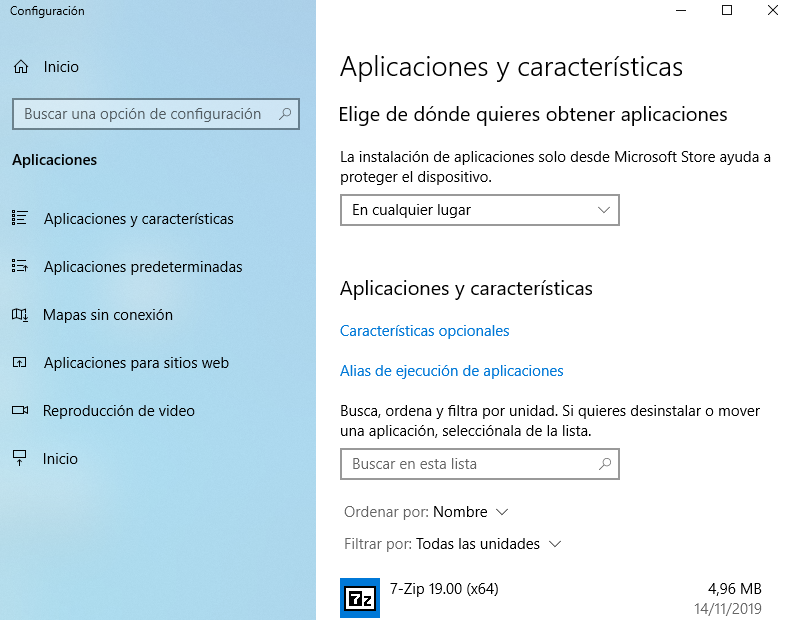 Configuración
Inicio
Buscar una opción de configuración
Aplicaciones
Aplicaciones y características
Aplicaciones predeterminadas
Mapas sin conexión
Aplicaciones para sitios web
Reproducción de video
Inicio
Aplicaciones y características
Elige de dónde quieres obtener aplicaciones
La instalación de aplicaciones solo desde Microsoft Store ayuda a
proteger el dispositivo.
En cualquier lugar
Aplicaciones y características
Características opcionales
Alias de ejecución de aplicaciones
Busca, ordena y filtra por unidad. Si quieres desinstalar o mover
una aplicación, selecciónala de la lista.
Buscar en esta lista
Ordenar por: Nombre
Filtrar por: Todas las unidades
7z
7-Zip 19.00 (x64) 4,96 MB
14/11/2019